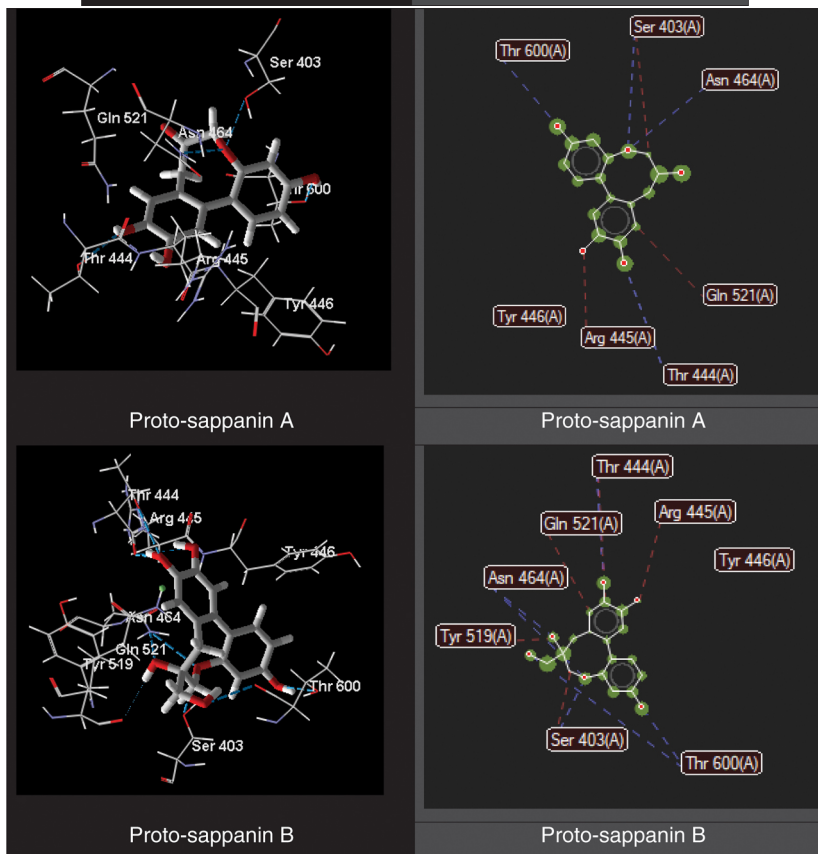 Ser 403
Gln 521
Asn 464
Thr 600
Thr 444
Arg 445
Tyr 446
Ser 403(A)
Thr 600(A)
Asn 464(A)
Gln 521(A)
Tyr 446(A)
Arg 445(A)
Thr 444(A)
Proto-sappanin A
Proto-sappanin A
Thr 444
Arg 445
Tyr 446
Asn 464
Gln 521
Tyr 519
Thr 600
Ser 403
Thr 444(A)
Arg 445(A)
Gln 521(A)
Tyr 446(A)
Asn 464(A)
Tyr 519(A)
Ser 403(A)
Thr 600(A)
Proto-sappanin B
Proto-sappanin B